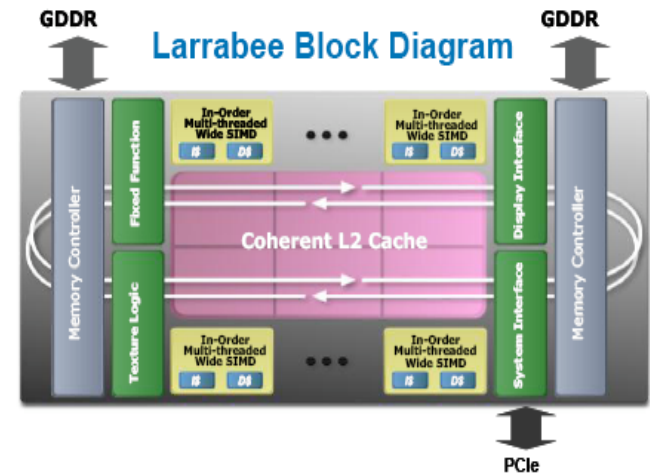 GDDR
GDDR
Larrabee Block Diagram
Memory Controller
Fixed Function
Texture Logic
In-Order
Multi-threaded
Wide SIMD
I$ D$
•••
In-Order
Multi-threaded
Wide SIMD
I$ D$
Coherent L2 Cache
In-Order
Multi-threaded
Wide SIMD
I$ D$
•••
In-Order
Multi-threaded
Wide SIMD
I$ D$
Display Interface
System Interface
Memory Controller
PCIe